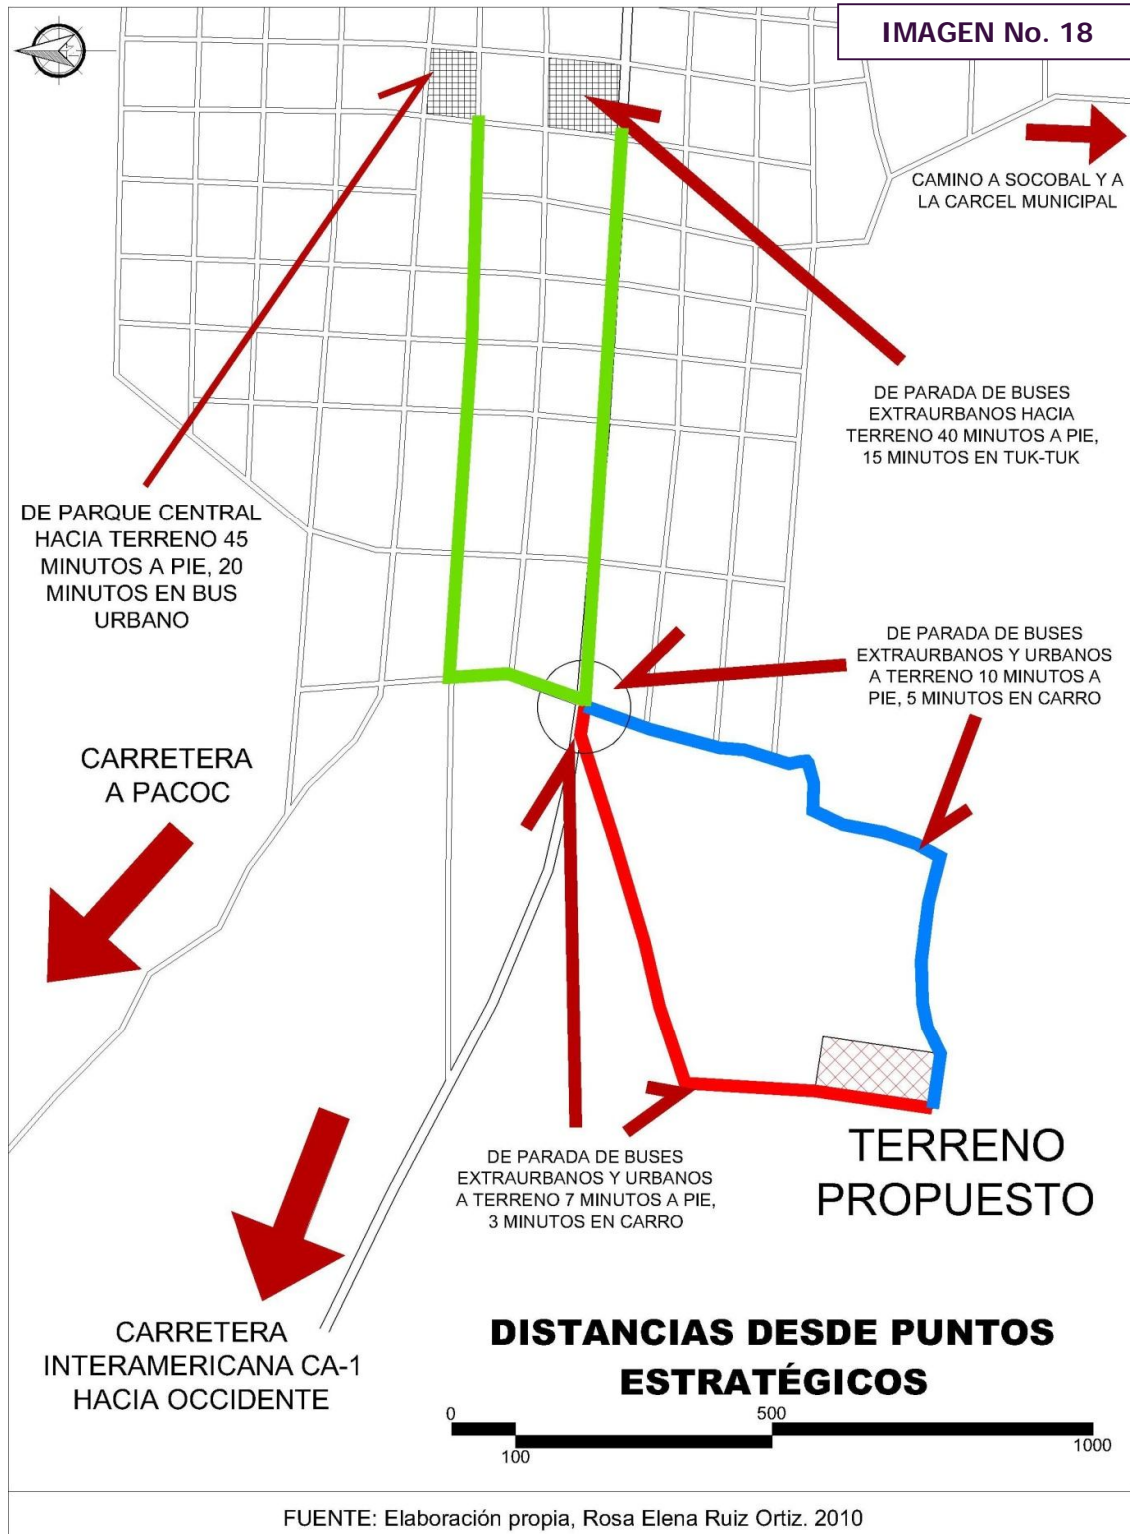 IMAGEN No. 18
CAMINO A SOCOBAL Y A
LA CARCEL MUNICIPAL
DE PARADA DE BUSES
EXTRAURBANOS HACIA
TERRENO 40 MINUTOS A PIE,
15 MINUTOS EN TUK-TUK
DE PARQUE CENTRAL
HACIA TERRENO 45
MINUTOS A PIE, 20
MINUTOS EN BUS
URBANO
DE PARADA DE BUSES
EXTRAURBANOS Y URBANOS
A TERRENO 10 MINUTOS A
PIE, 5 MINUTOS EN CARRO
CARRETERA
A PACOC
DE PARADA DE BUSES
EXTRAURBANOS Y URBANOS
A TERRENO 7 MINUTOS A PIE,
3 MINUTOS EN CARRO
TERRENO
PROPUESTO
CARRETERA
INTERAMERICANA CA-1
HACIA OCCIDENTE
DISTANCIAS DESDE PUNTOS
ESTRATÉGICOS
0 500
100 1000
FUENTE: Elaboración propia, Rosa Elena Ruiz Ortiz. 2010